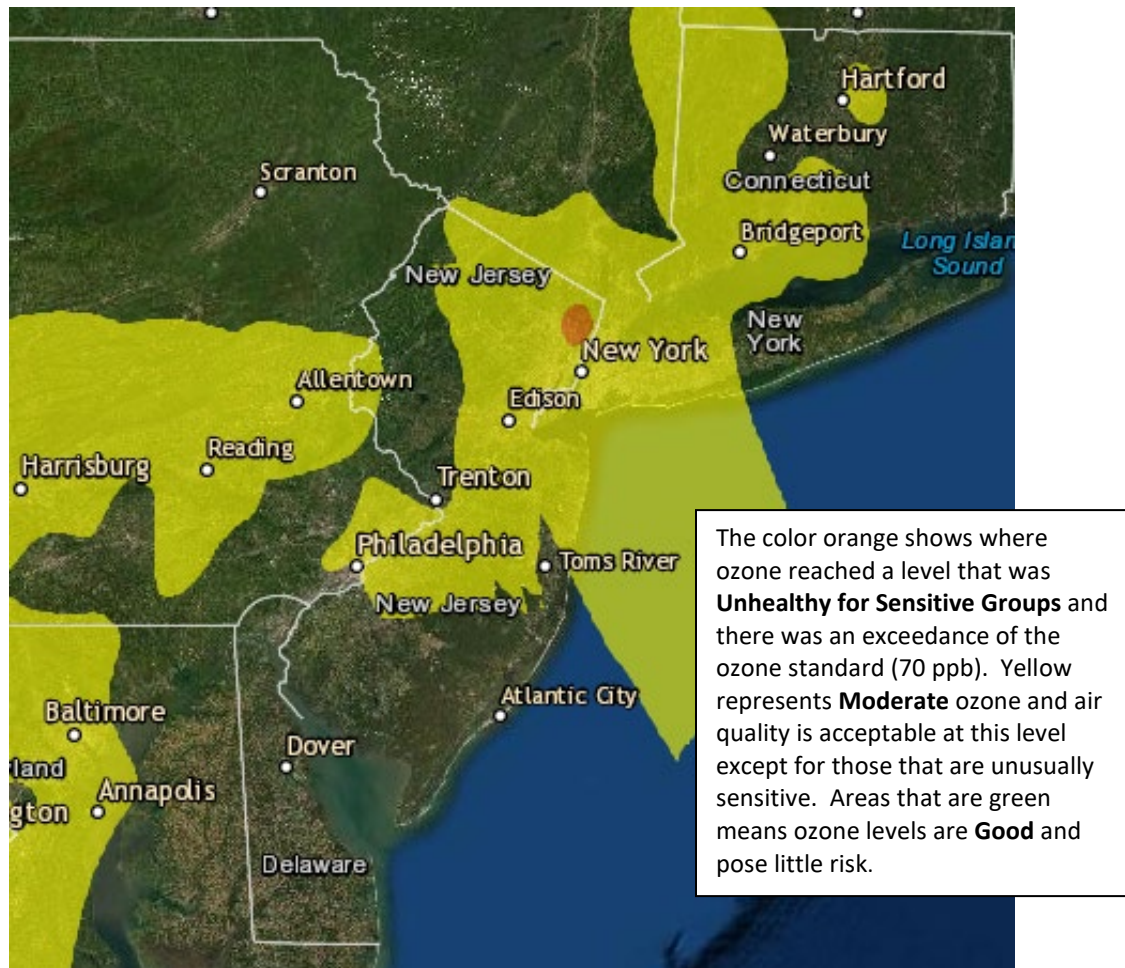 Hartford
Waterbury
Scranton
Connecticut
Bridgeport
Long Islan
Sound
New Jersey
New
York
New York
Allentown
Edison
Reading
Harrisburg
Trenton
Philadelphia
Toms River
New Jersey
Atlantic City
Baltimore
Dover
yland
Annapolis
gton
Delaware
The color orange shows where
ozone reached a level that was
Unhealthy for Sensitive Groups and
there was an exceedance of the
ozone standard (70 ppb).  Yellow
represents Moderate ozone and air
quality is acceptable at this level
except for those that are unusually
sensitive.  Areas that are green
means ozone levels are Good and
pose little risk.